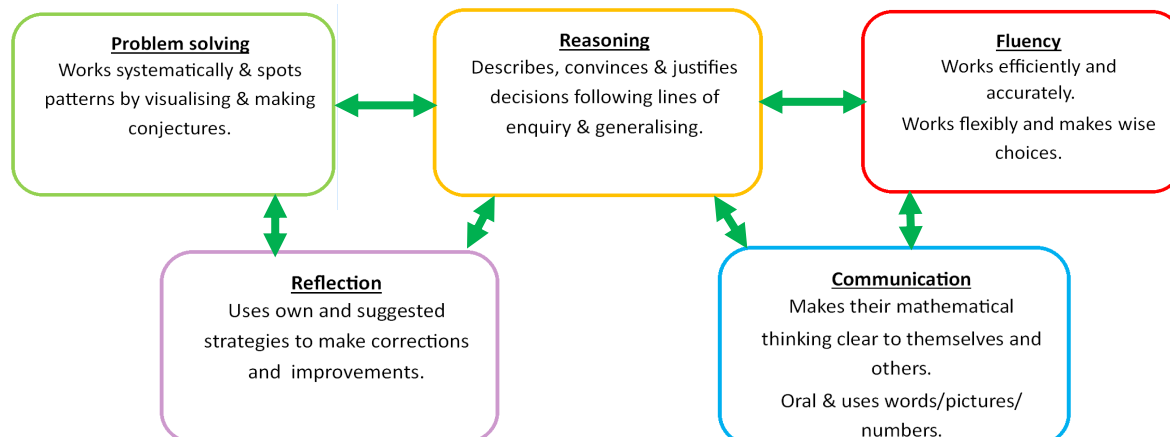 Problem solving
Works systematically & spots
patterns by visualising & making
conjectures.
Reasoning
Describes, convinces & justifies
decisions following lines of
enquiry & generalising.
Fluency
Works efficiently and
accurately.
Works flexibly and makes wise
choices.
Reflection
Uses own and suggested
strategies to make corrections
and improvements.
Communication
Makes their mathematical
thinking clear to themselves and
others.
Oral & uses words/pictures/
numbers.